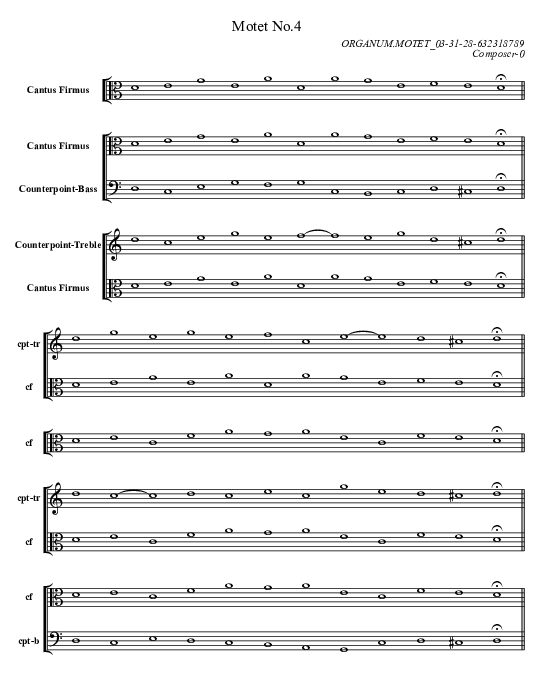 Motet No.4
ORGANUM.MOTET_03-31-28-632318789
Composer-0
Cantus Firmus
Cantus Firmus
Counterpoint-Bass
Counterpoint-Treble
Cantus Firmus
cpt-tr
cf
cf
cpt-tr
cf
cf
cpt-b